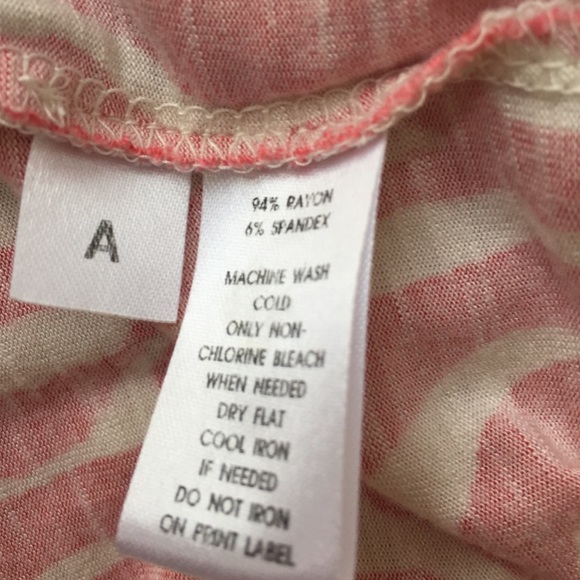 A
94% RAYON
6% SPANDEX
MACHINE WASH
COLD
ONLY NON-
CHLORINE BLEACH
WHEN NEEDED
DRY FLAT
COOL IRON
IF NEEDED
DO NOT IRON
ON PRINT LABEL